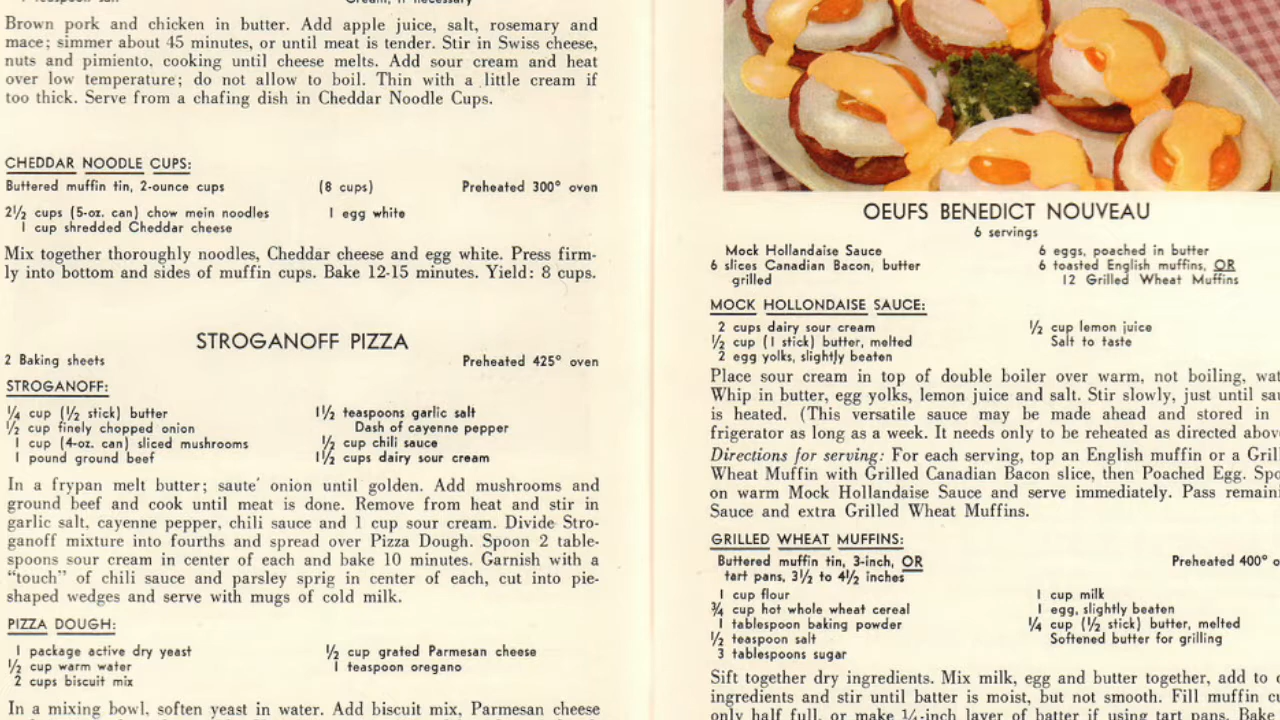 Cream, if necessary
Brown pork and chicken in butter. Add apple juice, salt, rosemary and
mace; simmer about 45 minutes, or until meat is tender. Stir in Swiss cheese,
nuts and pimiento, cooking until cheese melts. Add sour cream and heat
over low temperature; do not allow to boil. Thin with a little cream if
too thick. Serve from a chafing dish in Cheddar Noodle Cups.
CHEDDAR NOODLE CUPS:
Buttered muffin tin, 2-ounce cups (8 cups) Preheated 300° oven
2½ cups (5-oz. can) chow mein noodles 1 egg white
1 cup shredded Cheddar cheese
Mix together thoroughly noodles, Cheddar cheese and egg white. Press firm-
ly into bottom and sides of muffin cups. Bake 12-15 minutes. Yield: 8 cups.
STROGANOFF PIZZA
2 Baking sheets Preheated 425° oven
STROGANOFF:
¼ cup (½ stick) butter 1½ teaspoons garlic salt
½ cup finely chopped onion Dash of cayenne pepper
1 cup (4-oz. can) sliced mushrooms ½ cup chili sauce
1 pound ground beef 1½ cups dairy sour cream
In a frypan melt butter; saute' onion until golden. Add mushrooms and
ground beef and cook until meat is done. Remove from heat and stir in
garlic salt, cayenne pepper, chili sauce and 1 cup sour cream. Divide Stro-
ganoff mixture into fourths and spread over Pizza Dough. Spoon 2 table-
spoons sour cream in center of each and bake 10 minutes. Garnish with a
"touch" of chili sauce and parsley sprig in center of each, cut into pie-
shaped wedges and serve with mugs of cold milk.
PIZZA DOUGH:
1 package active dry yeast ½ cup grated Parmesan cheese
½ cup warm water 1 teaspoon oregano
2 cups biscuit mix
In a mixing bowl, soften yeast in water. Add biscuit mix, Parmesan cheese
OEUFS BENEDICT NOUVEAU
6 servings
Mock Hollandaise Sauce 6 eggs, poached in butter
6 slices Canadian Bacon, butter 6 toasted English muffins, OR
grilled 12 Grilled Wheat Muffins
MOCK HOLLONDAISE SAUCE:
2 cups dairy sour cream ½ cup lemon juice
½ cup (1 stick) butter, melted Salt to taste
2 egg yolks, slightly beaten
Place sour cream in top of double boiler over warm, not boiling, wat
Whip in butter, egg yolks, lemon juice and salt. Stir slowly, just until sau
is heated. (This versatile sauce may be made ahead and stored in
frigerator as long as a week. It needs only to be reheated as directed above
Directions for serving: For each serving, top an English muffin or a Gril
Wheat Muffin with Grilled Canadian Bacon slice, then Poached Egg. Spo
on warm Mock Hollandaise Sauce and serve immediately. Pass remaini
Sauce and extra Grilled Wheat Muffins.
GRILLED WHEAT MUFFINS:
Buttered muffin tin, 3-inch, OR Preheated 400° o
tart pans, 3½ to 4½ inches
1 cup flour 1 cup milk
¾ cup hot whole wheat cereal 1 egg, slightly beaten
1 tablespoon baking powder ¼ cup (½ stick) butter, melted
½ teaspoon salt Softened butter for grilling
3 tablespoons sugar
Sift together dry ingredients. Mix milk, egg and butter together, add to d
ingredients and stir until batter is moist, but not smooth. Fill muffin cu
only half full, or make ¼-inch layer of batter if using tart pans. Bake